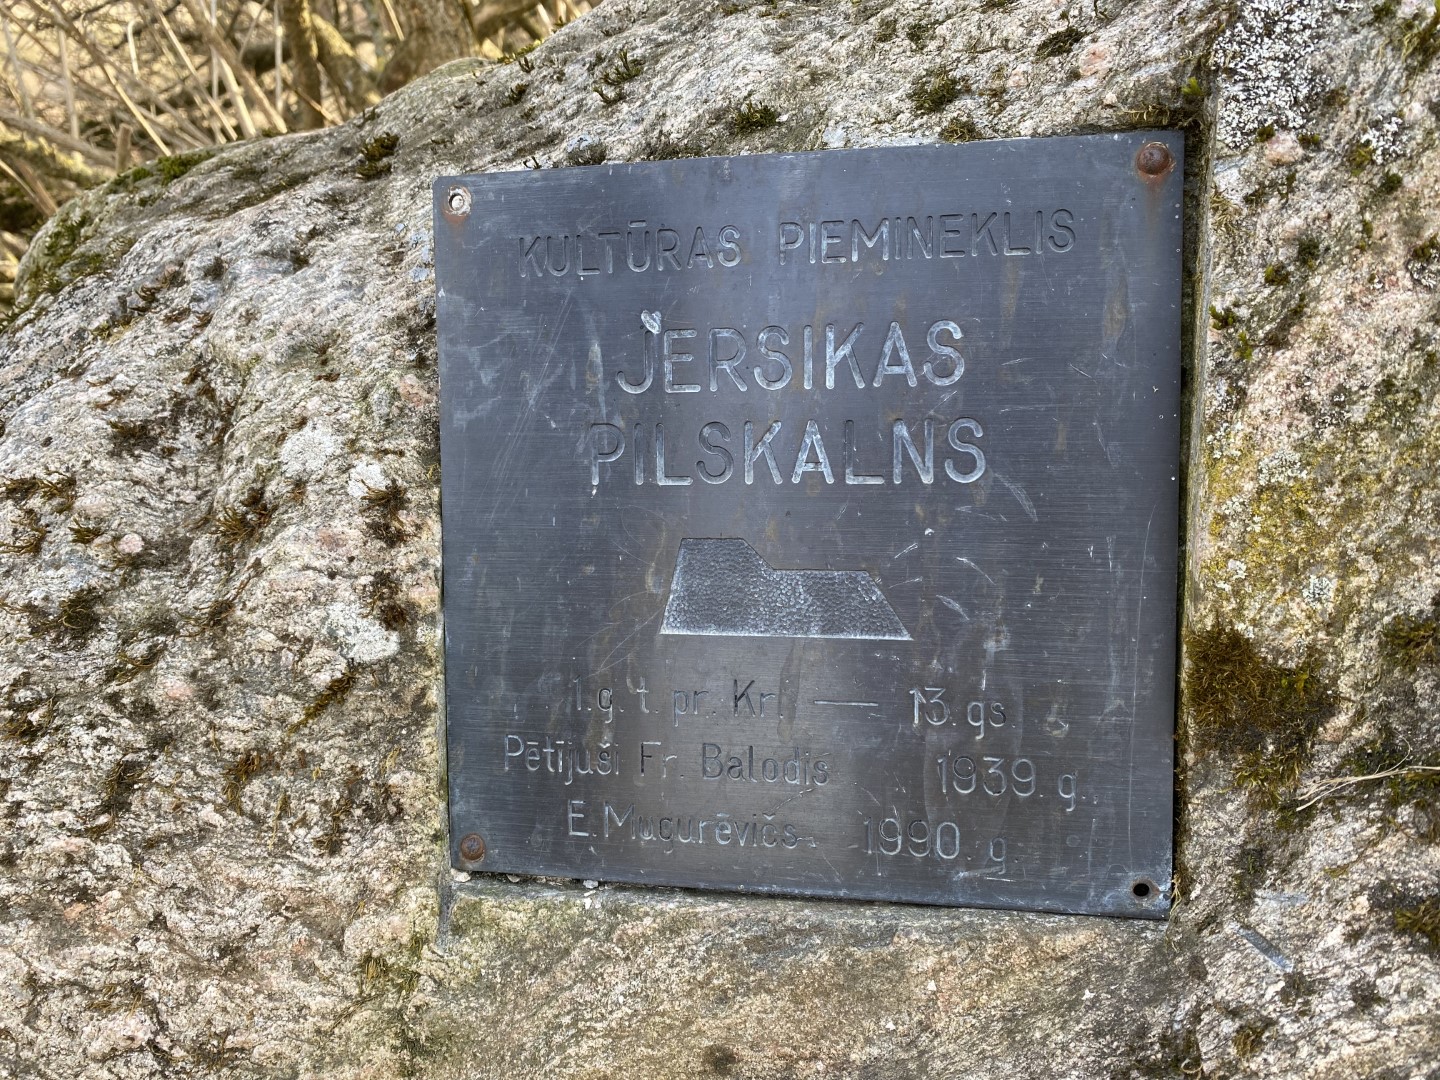 KULTŪRAS PIEMINEKLIS
JERSIKAS
PILSKALNS
1.g.t. pr. Kr. — 13. gs.
Pētījuši Fr. Balodis 1939. g.
E. Mugurēvičs 1990. g.